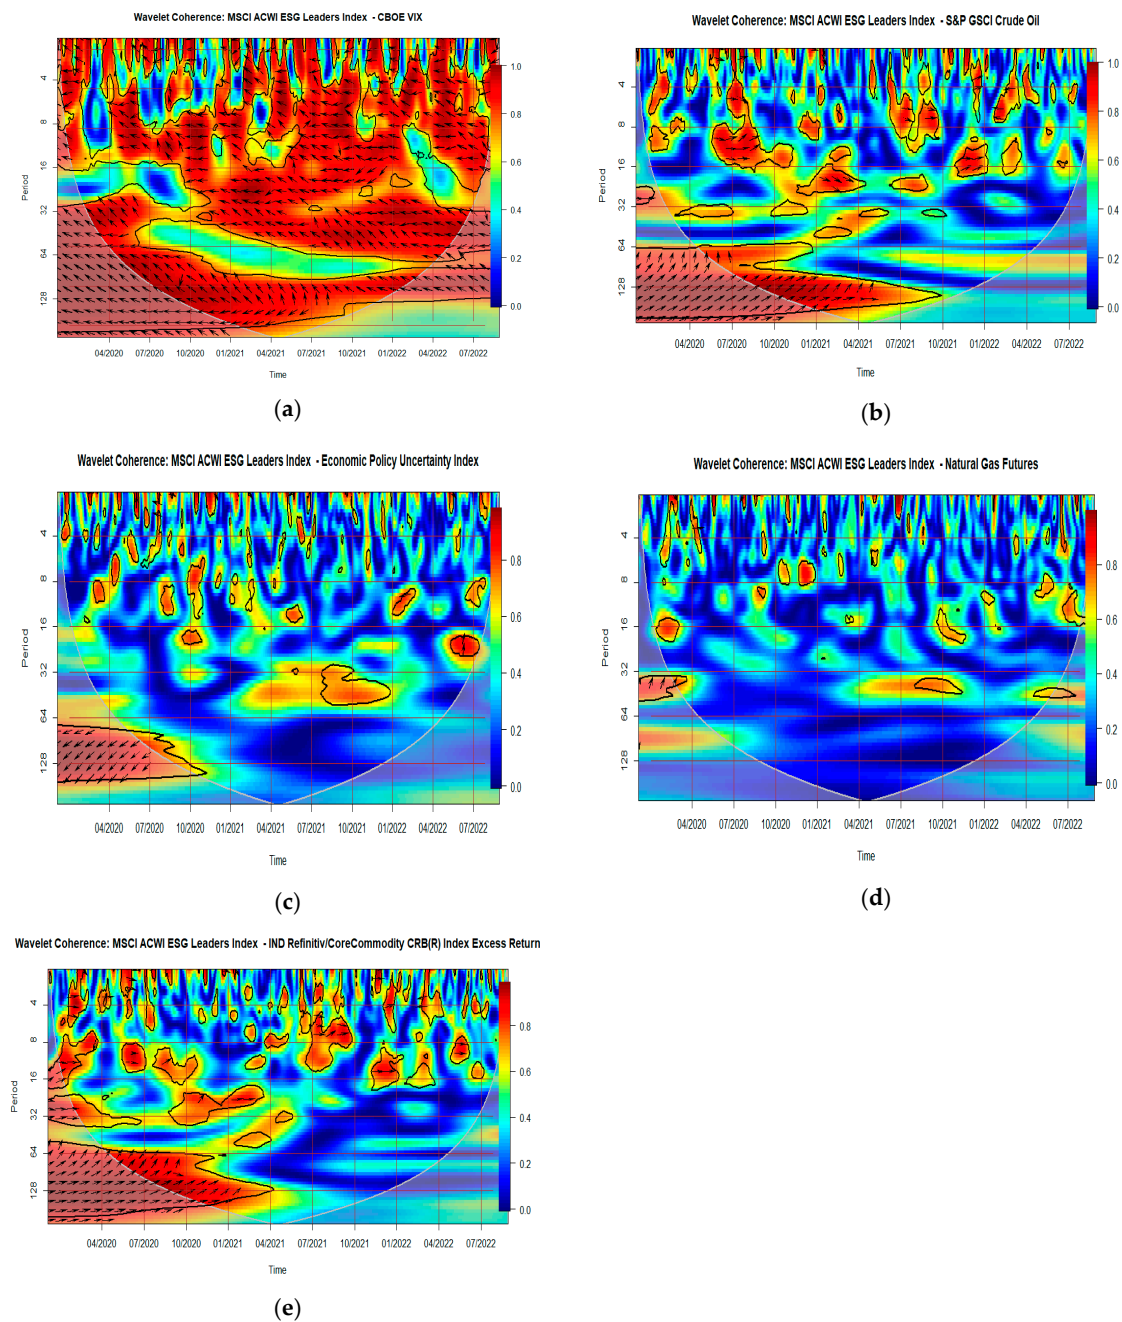 Wavelet Coherence: MSCI ACWI ESG Leaders Index - CBOE VIX
Period
4
8
16
32
64
128
1.0
0.8
0.6
0.4
0.2
0.0
04/2020 07/2020 10/2020 01/2021 04/2021 07/2021 10/2021 01/2022 04/2022 07/2022
Time
(a)
Wavelet Coherence: MSCI ACWI ESG Leaders Index - S&P GSCI Crude Oil
Period
4
8
16
32
64
128
1.0
0.8
0.6
0.4
0.2
0.0
04/2020 07/2020 10/2020 01/2021 04/2021 07/2021 10/2021 01/2022 04/2022 07/2022
Time
(b)
Wavelet Coherence: MSCI ACWI ESG Leaders Index - Economic Policy Uncertainty Index
Period
4
8
16
32
64
128
0.8
0.6
0.4
0.2
0.0
04/2020 07/2020 10/2020 01/2021 04/2021 07/2021 10/2021 01/2022 04/2022 07/2022
Time
(c)
Wavelet Coherence: MSCI ACWI ESG Leaders Index - Natural Gas Futures
Period
4
8
16
32
64
128
0.8
0.6
0.4
0.2
0.0
04/2020 07/2020 10/2020 01/2021 04/2021 07/2021 10/2021 01/2022 04/2022 07/2022
Time
(d)
Wavelet Coherence: MSCI ACWI ESG Leaders Index - IND Refinitiv/CoreCommodity CRB(R) Index Excess Return
Period
4
8
16
32
64
128
0.8
0.6
0.4
0.2
0.0
04/2020 07/2020 10/2020 01/2021 04/2021 07/2021 10/2021 01/2022 04/2022 07/2022
Time
(e)